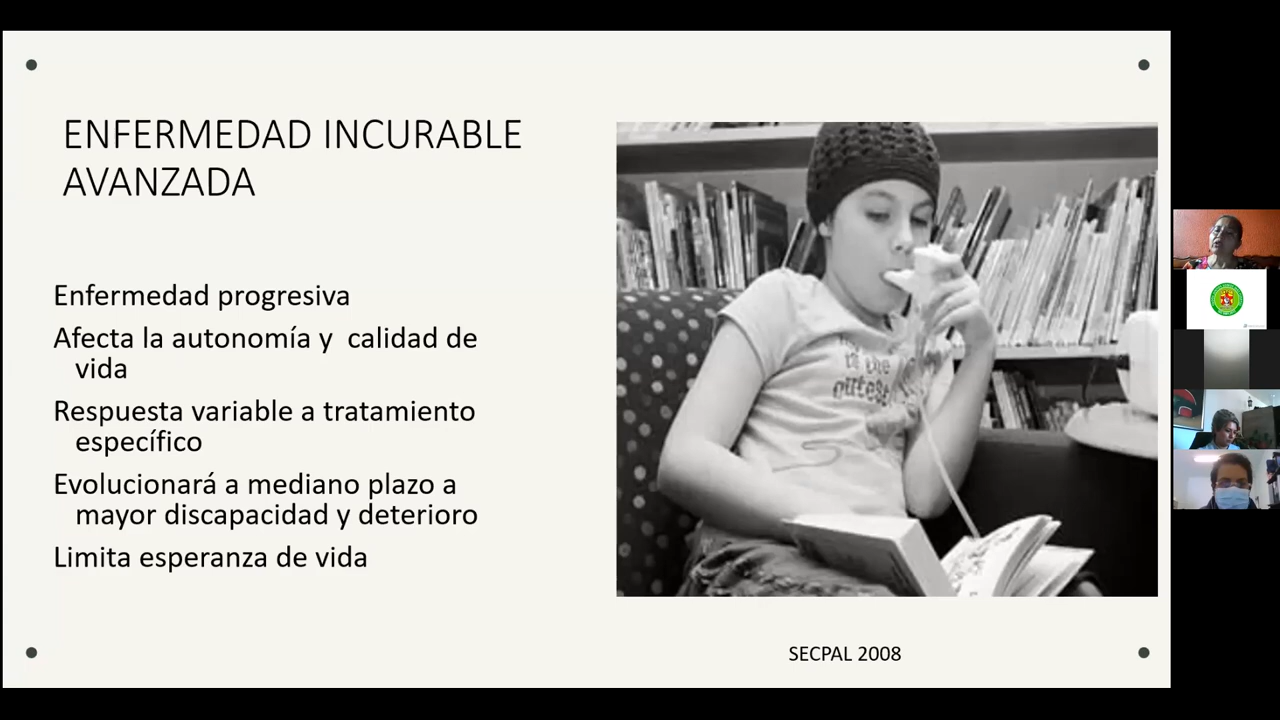 ENFERMEDAD INCURABLE
AVANZADA
Enfermedad progresiva
Afecta la autonomía y  calidad de
vida
Respuesta variable a tratamiento
específico
Evolucionará a mediano plazo a
mayor discapacidad y deterioro
Limita esperanza de vida
SECPAL 2008